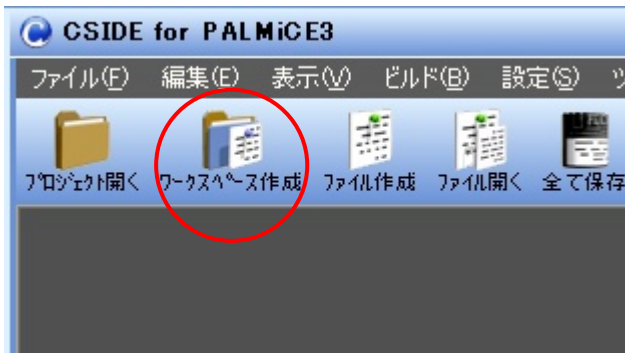 CSIDE for PALMiCE3
ファイル(F) 編集(E) 表示(V) ビルド(B) 設定(S) ツ
ﾌﾟﾛｼﾞｪｸﾄ開く ﾜｰｸｽﾍﾟｰｽ作成 ﾌｧｲﾙ作成 ﾌｧｲﾙ開く 全て保存